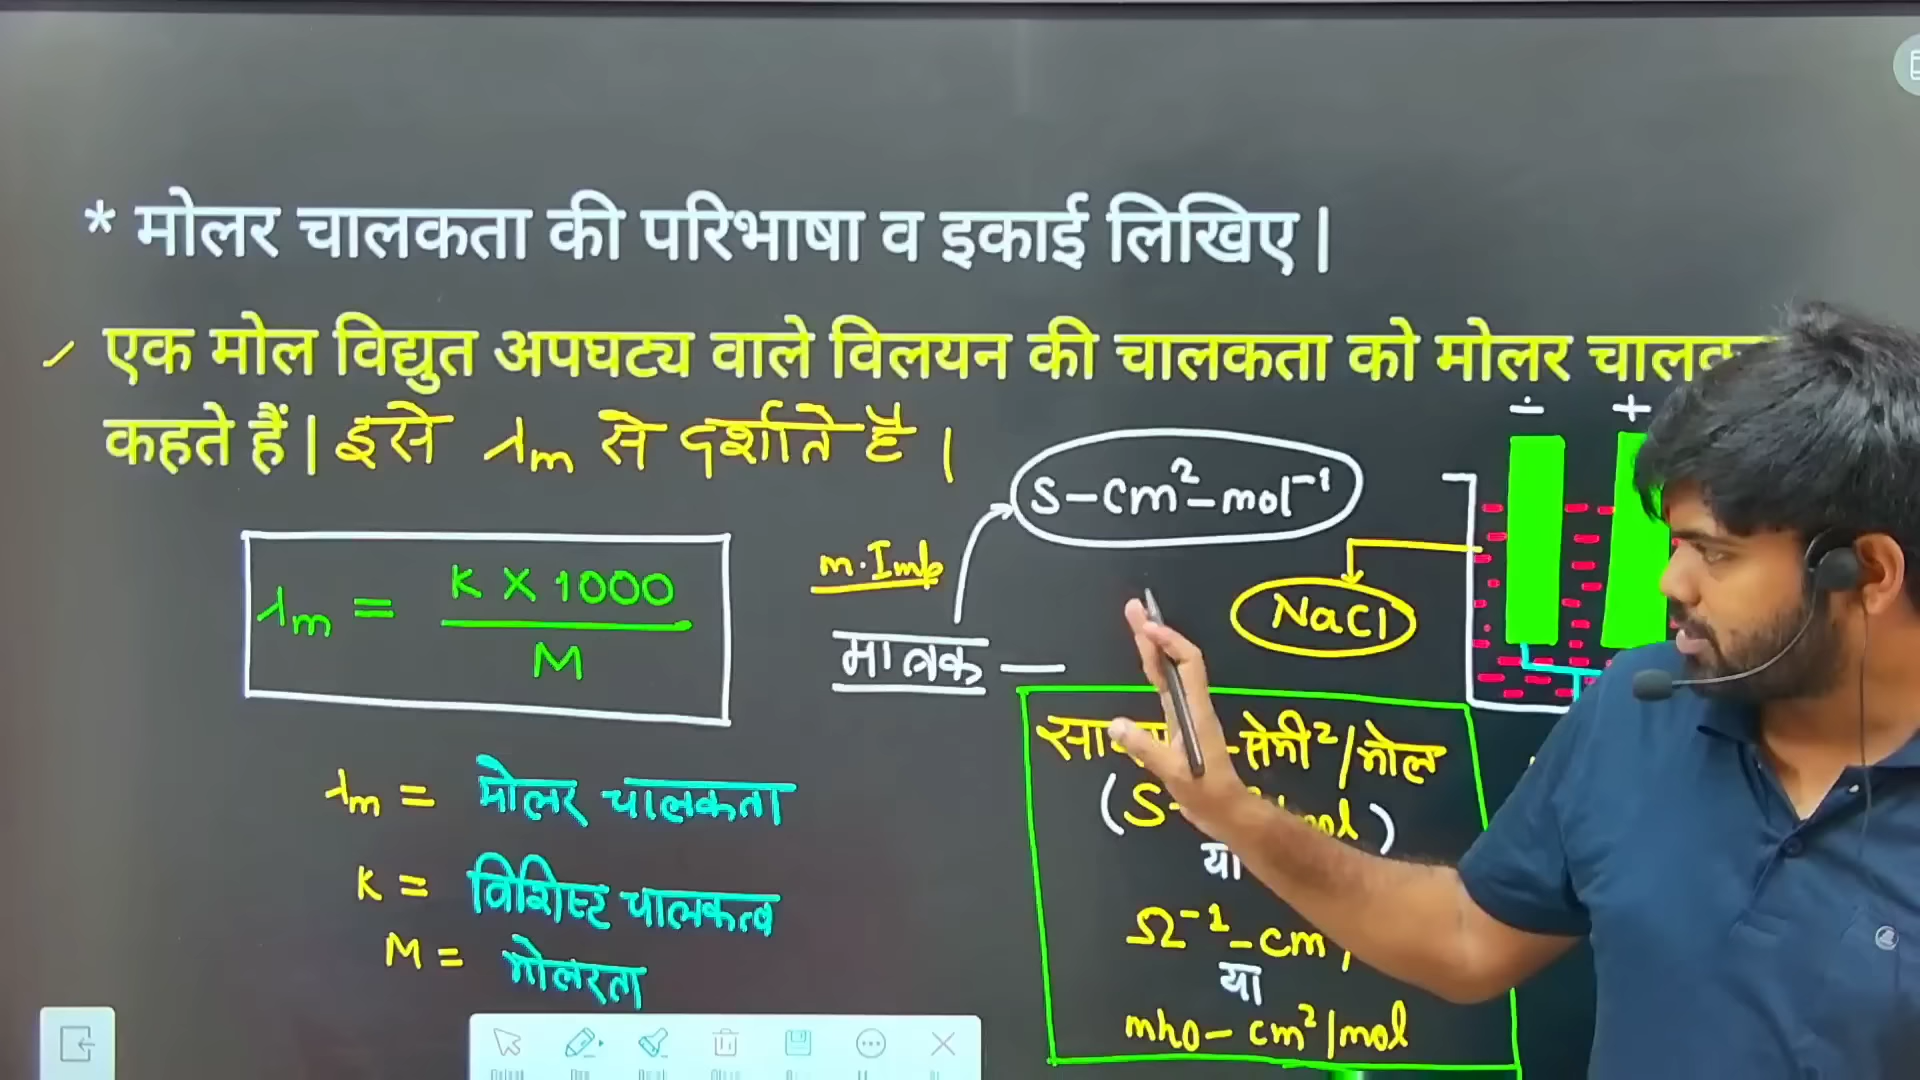 * मोलर चालकता की परिभाषा व इकाई लिखिए |
एक मोल विद्युत अपघट्य वाले विलयन की चालकता को मोलर
कहते हैं | इसे λm से दर्शाते है |
λm = K X 1000 / M
m.Imp
S-cm²-mol⁻¹
मात्रक —
NaCl
- +
-सेमी²/मोल
या
Ω⁻¹-cm
या
mho-cm²/mol
λm = मोलर चालकता
K = विशिष्ट चालकत्व
M = मोलरता